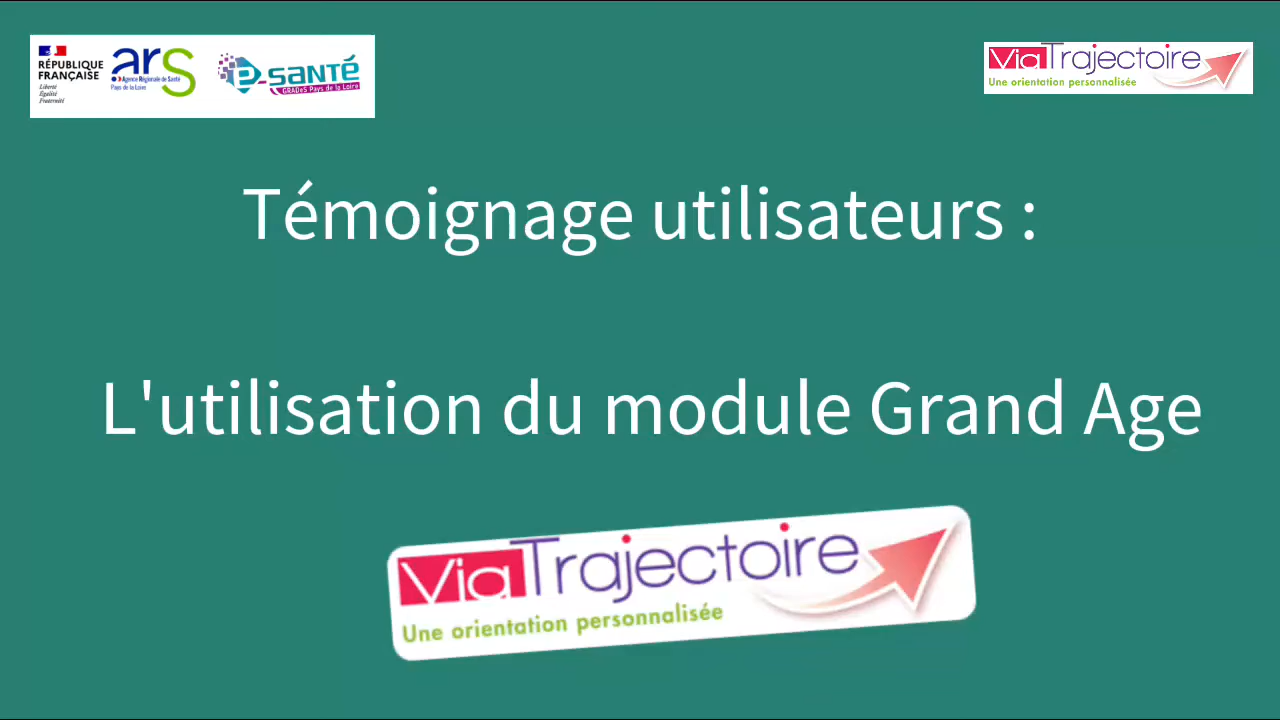 RÉPUBLIQUE
FRANÇAISE
Liberté
Égalité
Fraternité
ars
Agence Régionale de Santé
Pays de la Loire
e-santé
GRADeS Pays de la Loire
ViaTrajectoire
Une orientation personnalisée
Témoignage utilisateurs :
L'utilisation du module Grand Age
ViaTrajectoire
Une orientation personnalisée